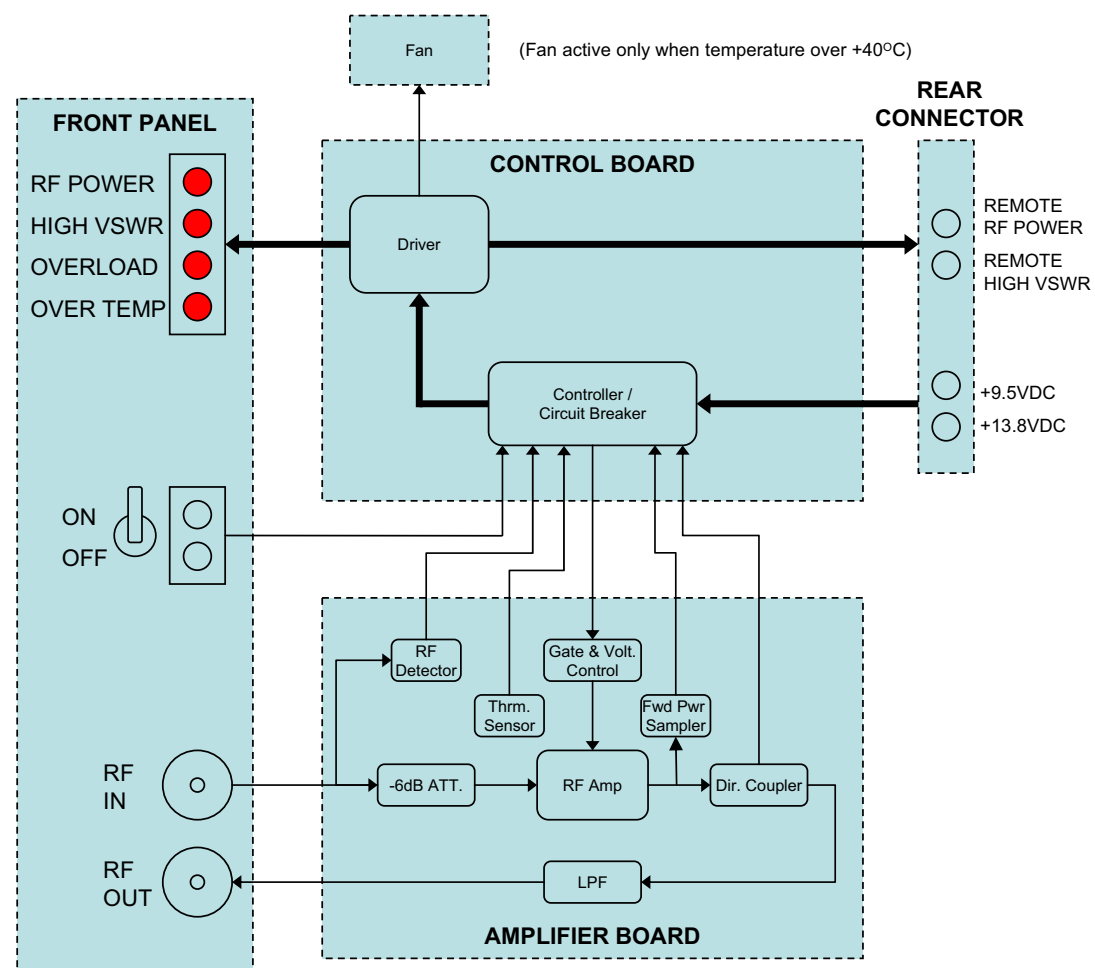 Fan
(Fan active only when temperature over +40ᴼC)
REAR
CONNECTOR
FRONT PANEL
CONTROL BOARD
RF POWER
HIGH VSWR
OVERLOAD
OVER TEMP
Driver
REMOTE
RF POWER
REMOTE
HIGH VSWR
Controller /
Circuit Breaker
+9.5VDC
+13.8VDC
ON
OFF
RF
Detector
Gate & Volt.
Control
Thrm.
Sensor
Fwd Pwr
Sampler
RF
IN
-6dB ATT.
RF Amp
Dir. Coupler
RF
OUT
LPF
AMPLIFIER BOARD